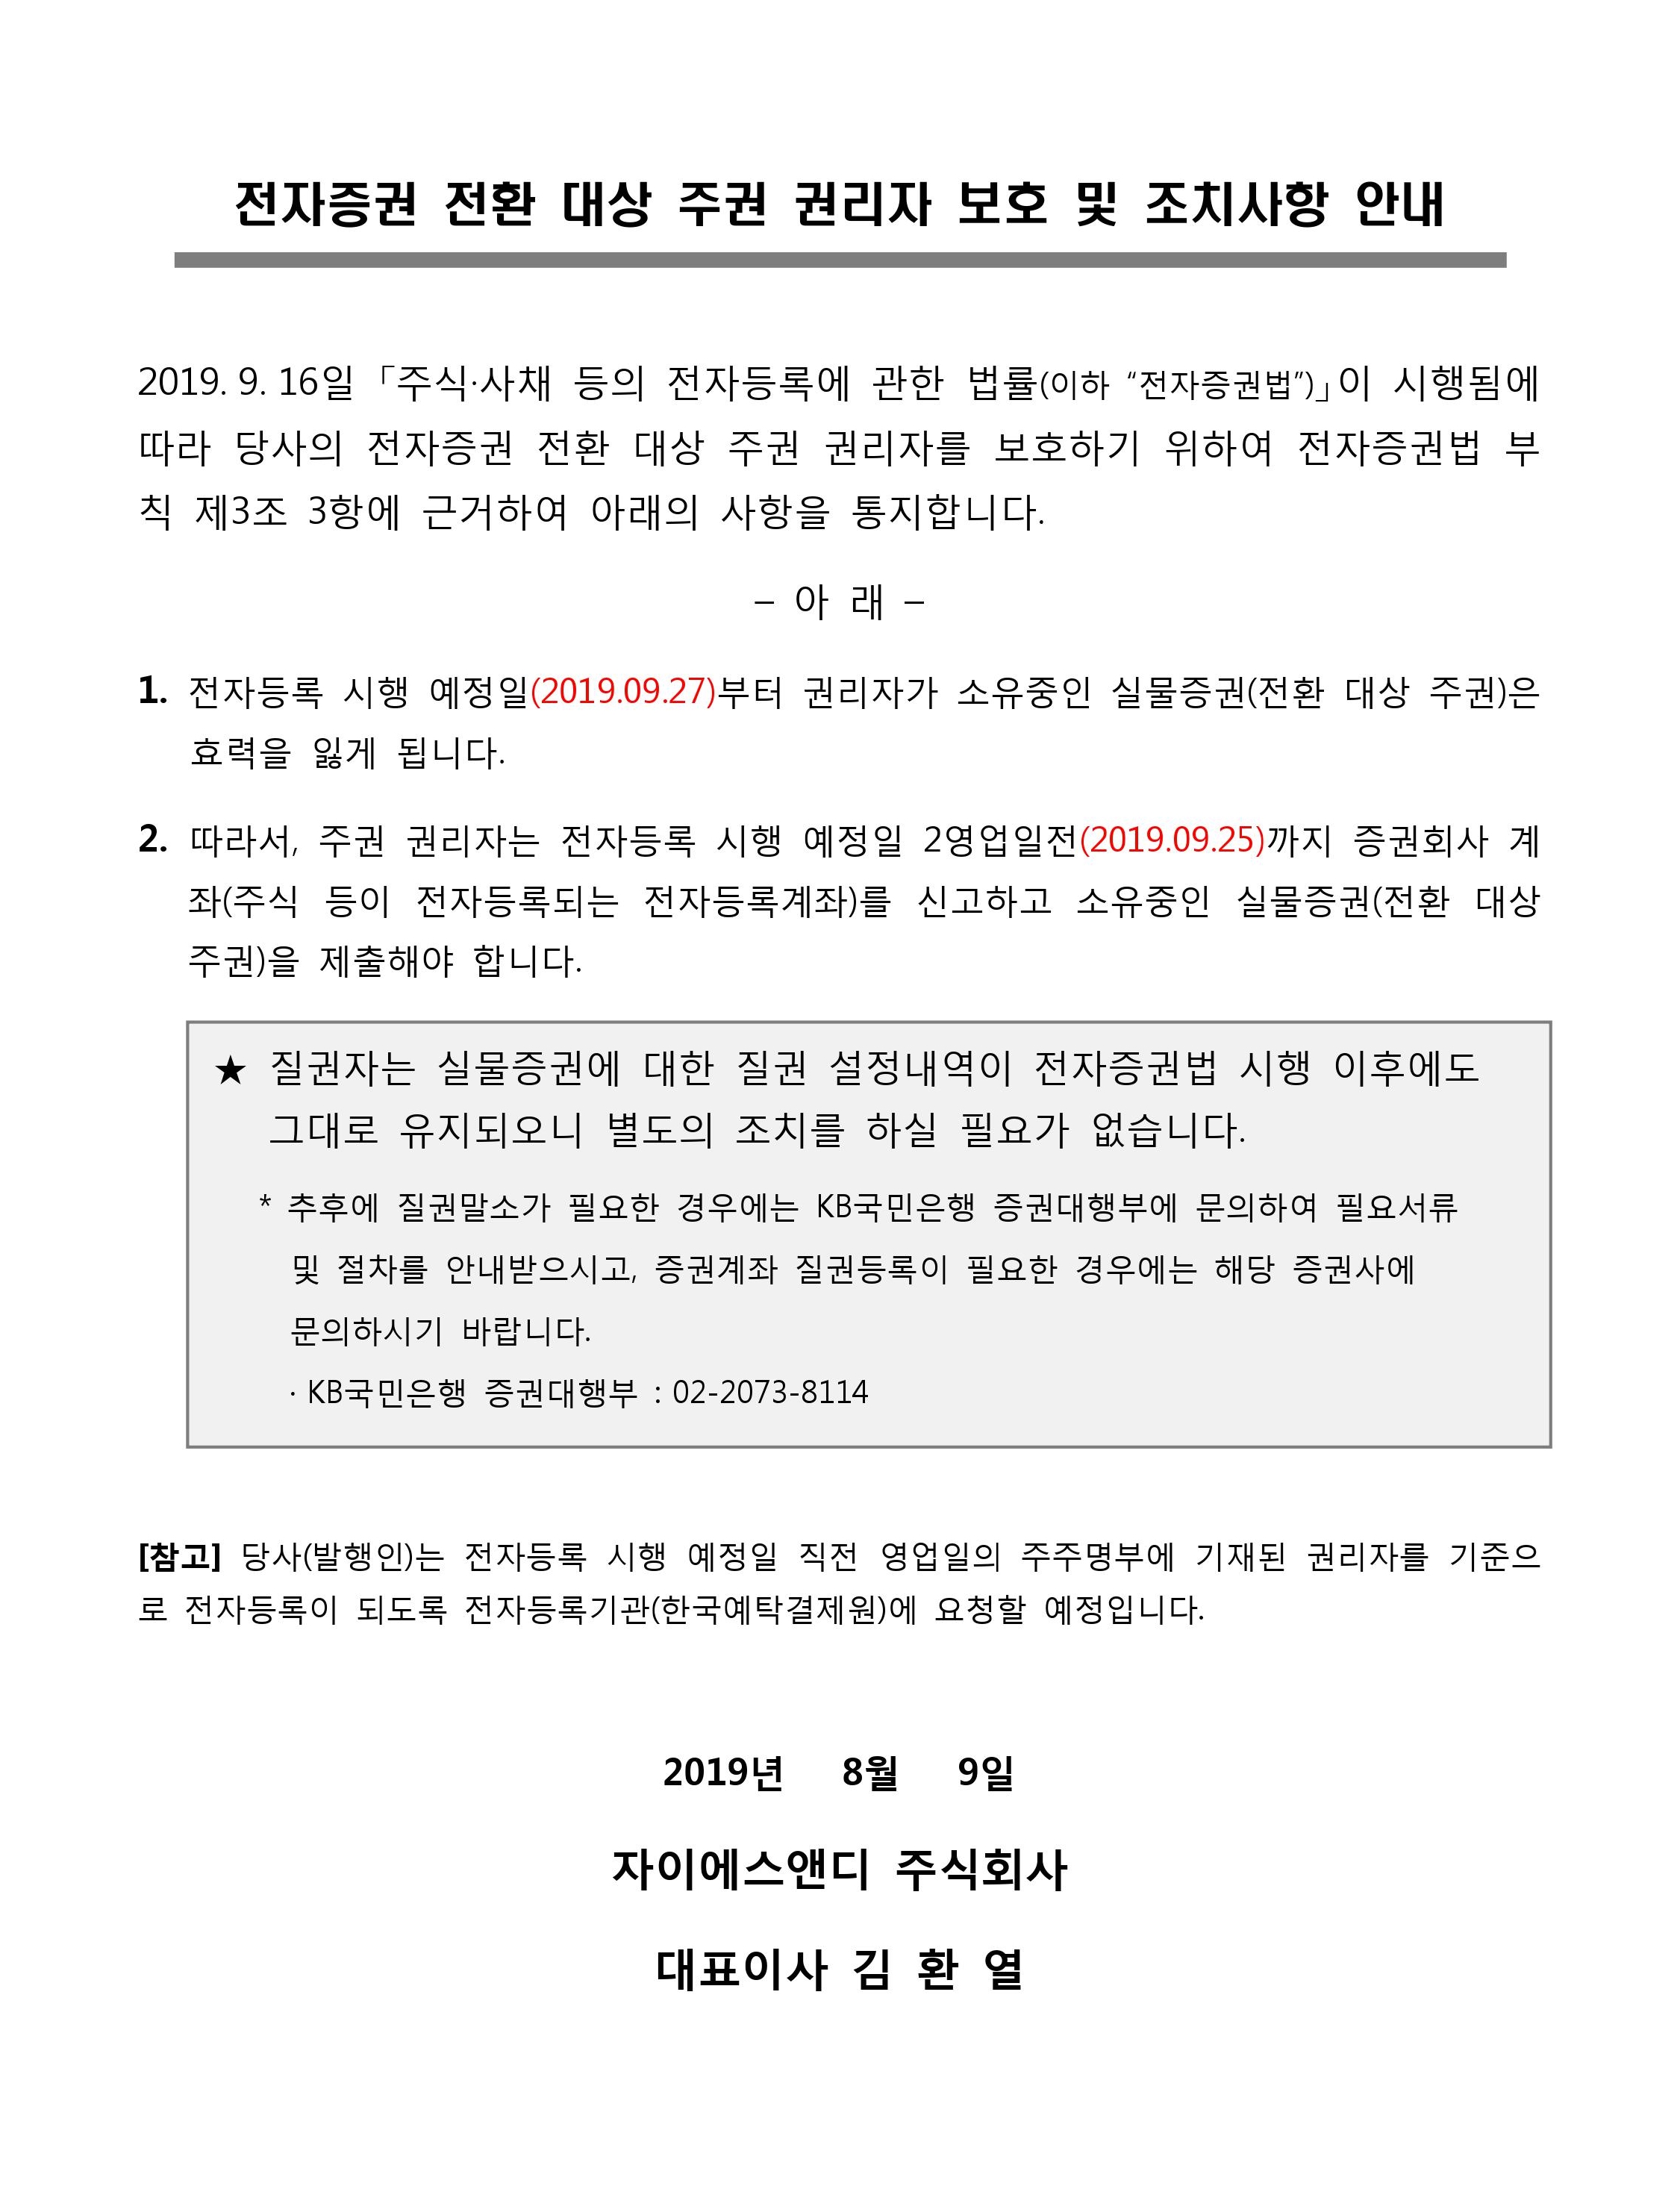 전자증권 전환 대상 주권 권리자 보호 및 조치사항 안내
2019. 9. 16일 「주식·사채 등의 전자등록에 관한 법률(이하 “전자증권법”)」이 시행됨에
따라 당사의 전자증권 전환 대상 주권 권리자를 보호하기 위하여 전자증권법 부
칙 제3조 3항에 근거하여 아래의 사항을 통지합니다.
– 아 래 –
1. 전자등록 시행 예정일(2019.09.27)부터 권리자가 소유중인 실물증권(전환 대상 주권)은
효력을 잃게 됩니다.
2. 따라서, 주권 권리자는 전자등록 시행 예정일 2영업일전(2019.09.25)까지 증권회사 계
좌(주식 등이 전자등록되는 전자등록계좌)를 신고하고 소유중인 실물증권(전환 대상
주권)을 제출해야 합니다.
★ 질권자는 실물증권에 대한 질권 설정내역이 전자증권법 시행 이후에도
그대로 유지되오니 별도의 조치를 하실 필요가 없습니다.
* 추후에 질권말소가 필요한 경우에는 KB국민은행 증권대행부에 문의하여 필요서류
및 절차를 안내받으시고, 증권계좌 질권등록이 필요한 경우에는 해당 증권사에
문의하시기 바랍니다.
· KB국민은행 증권대행부 : 02-2073-8114
[참고] 당사(발행인)는 전자등록 시행 예정일 직전 영업일의 주주명부에 기재된 권리자를 기준으
로 전자등록이 되도록 전자등록기관(한국예탁결제원)에 요청할 예정입니다.
2019년 8월 9일
자이에스앤디 주식회사
대표이사 김 환 열